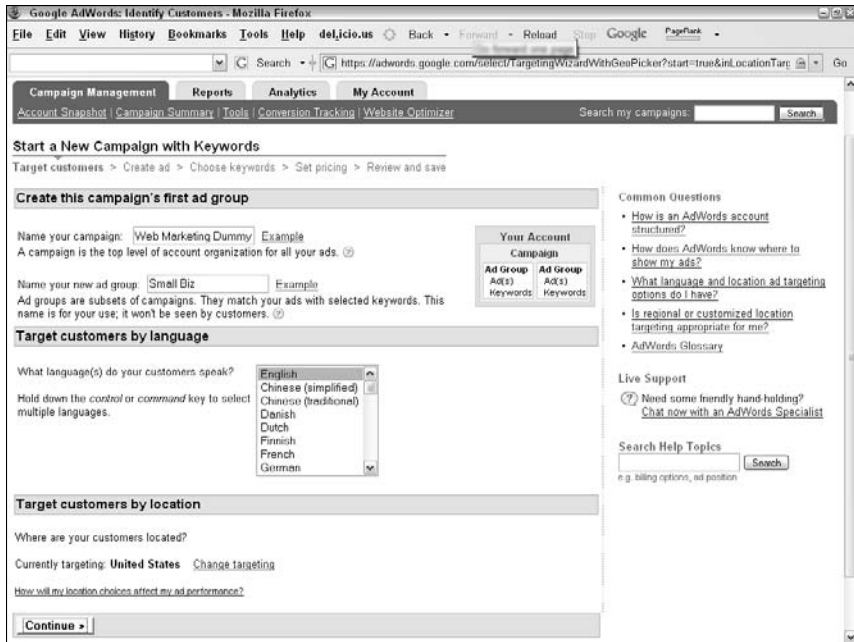 Google AdWords: Identify Customers - Mozilla Firefox
File Edit View History Bookmarks Tools Help del.icio.us Back Forward Reload Stop Google PageRank
Search https://adwords.google.com/select/TargetingWizardWithGeoPicker?start=true&inLocationTarg Go
Campaign Management Reports Analytics My Account
Account Snapshot | Campaign Summary | Tools | Conversion Tracking | Website Optimizer Search my campaigns: Search
Start a New Campaign with Keywords
Target customers > Create ad > Choose keywords > Set pricing > Review and save
Create this campaign's first ad group
Name your campaign: Web Marketing Dummy Example
A campaign is the top level of account organization for all your ads. (?)
Your Account
Campaign
Ad Group Ad Group
Ad(s) Ad(s)
Keywords Keywords
Name your new ad group: Small Biz Example
Ad groups are subsets of campaigns. They match your ads with selected keywords. This
name is for your use; it won't be seen by customers. (?)
Target customers by language
What language(s) do your customers speak?
Hold down the control or command key to select
multiple languages.
English
Chinese (simplified)
Chinese (traditional)
Danish
Dutch
Finnish
French
German
Target customers by location
Where are your customers located?
Currently targeting: United States Change targeting
How will my location choices affect my ad performance?
Continue »
Common Questions
• How is an AdWords account
structured?
• How does AdWords know where to
show my ads?
• What language and location ad targeting
options do I have?
• Is regional or customized location
targeting appropriate for me?
• AdWords Glossary
Live Support
(?) Need some friendly hand-holding?
Chat now with an AdWords Specialist
Search Help Topics
Search
e.g. billing options, ad position